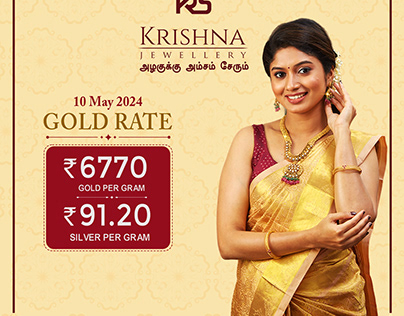 KRS
KRISHNA
JEWELLERY
அழகுக்கு அம்சம் சேரும்
10 May 2024
GOLD RATE
₹6770
GOLD PER GRAM
₹91.20
SILVER PER GRAM